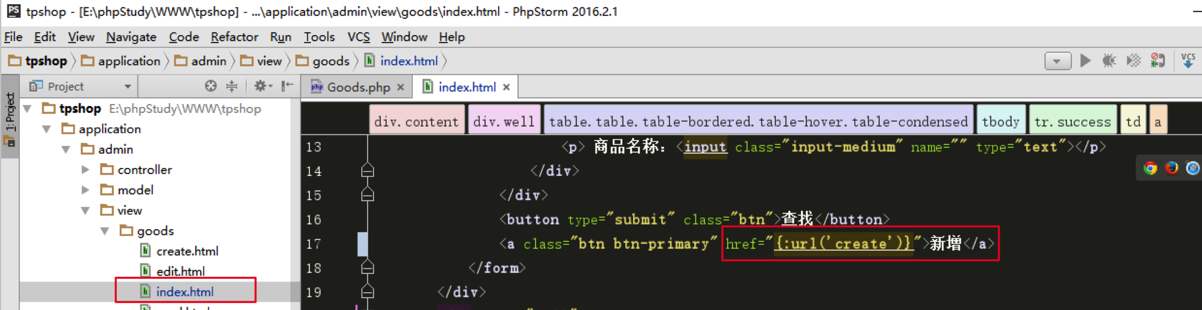 tpshop - [E:\phpStudy\WWW\tpshop] - ...\application\admin\view\goods\index.html - PhpStorm 2016.2.1
File Edit View Navigate Code Refactor Run Tools VCS Window Help
tpshop application admin view goods index.html VCS
1: Project
Project
Goods.php × index.html ×
tpshop E:\phpStudy\WWW\tpshop
application
admin
controller
model
view
goods
create.html
edit.html
index.html
div.content div.well table.table.table-bordered.table-hover.table-condensed tbody tr.success td a
13 <p> 商品名称：<input class="input-medium" name="" type="text"></p>
14 </div>
15 </div>
16 <button type="submit" class="btn">查找</button>
17 <a class="btn btn-primary" href="{:url('create')}">新增</a>
18 </form>
19 </div>